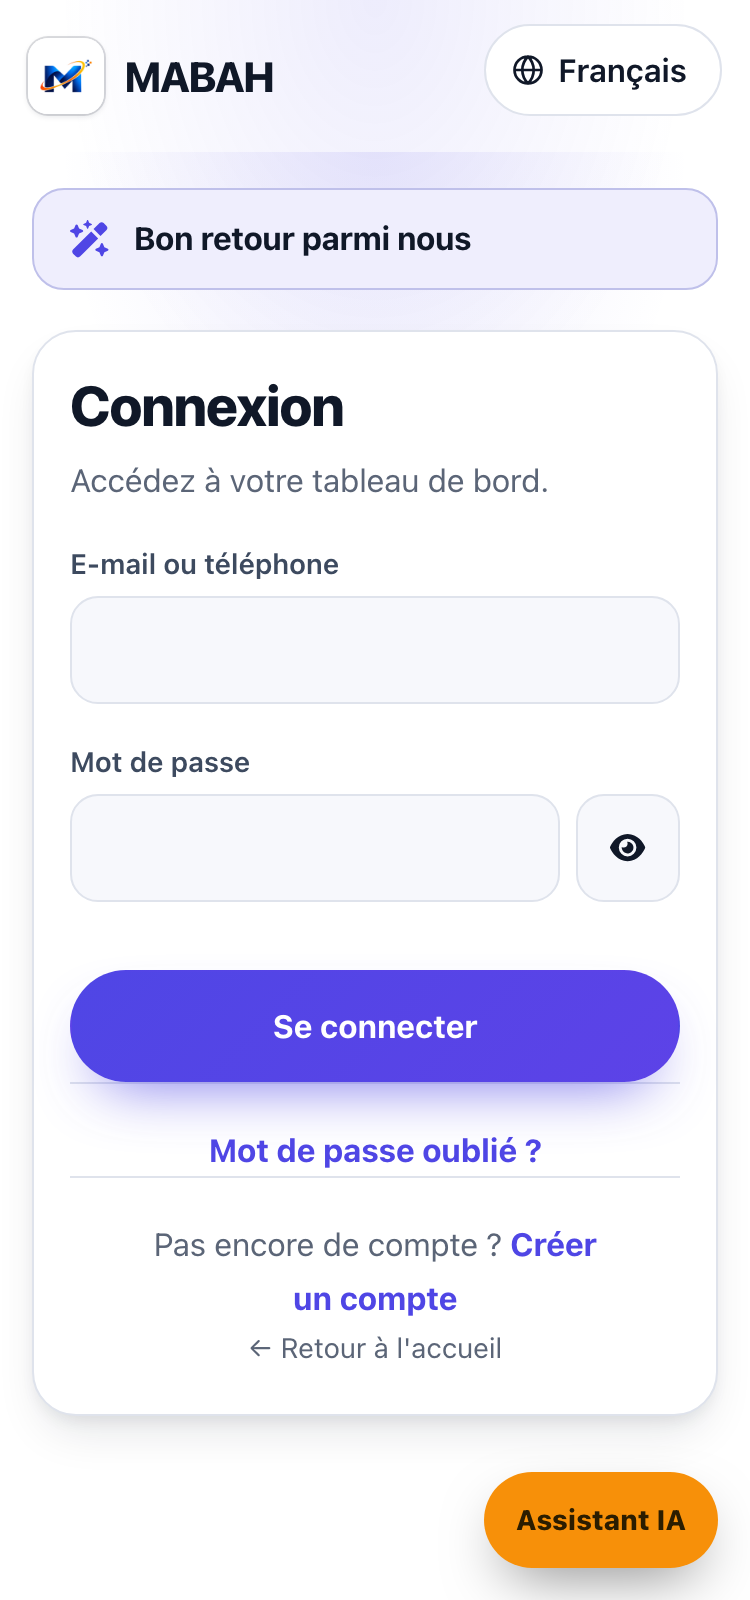 MABAH
Français
Bon retour parmi nous
Connexion
Accédez à votre tableau de bord.
E-mail ou téléphone
Mot de passe
Se connecter
Mot de passe oublié ?
Pas encore de compte ? Créer
un compte
← Retour à l'accueil
Assistant IA